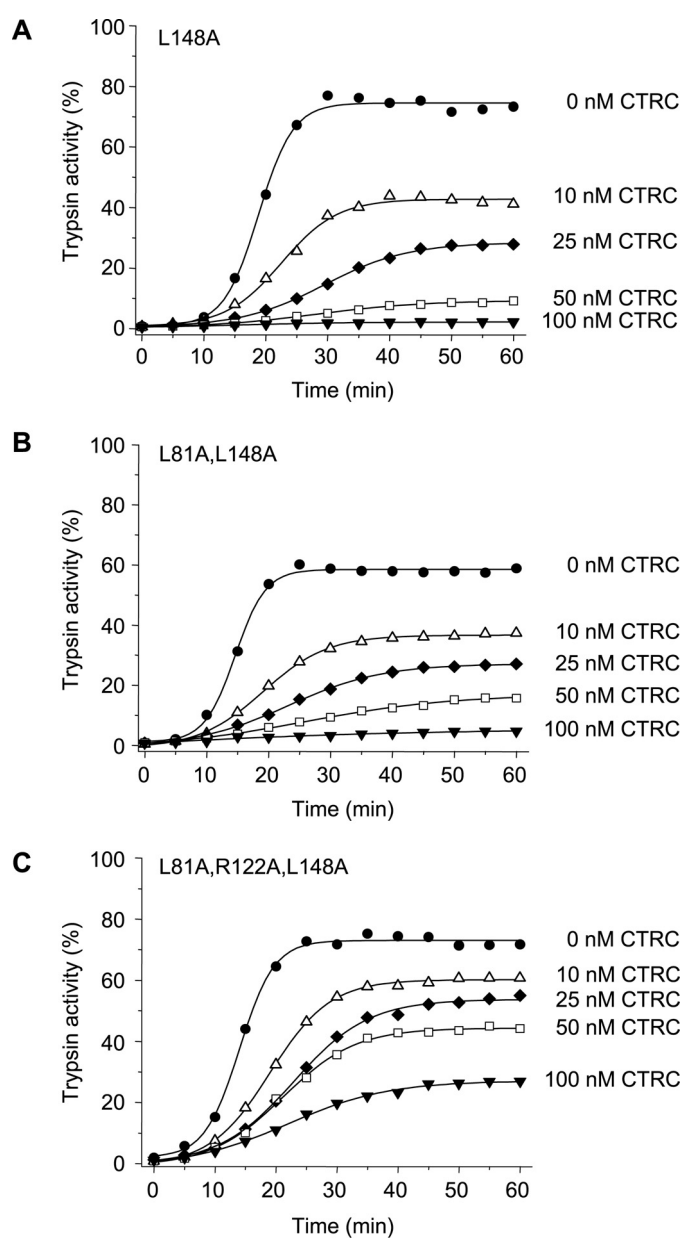 A
L148A
Trypsin activity (%)
100
80
60
40
20
0
0 nM CTRC
10 nM CTRC
25 nM CTRC
50 nM CTRC
100 nM CTRC
0 10 20 30 40 50 60
Time (min)
B
L81A,L148A
Trypsin activity (%)
100
80
60
40
20
0
0 nM CTRC
10 nM CTRC
25 nM CTRC
50 nM CTRC
100 nM CTRC
0 10 20 30 40 50 60
Time (min)
C
L81A,R122A,L148A
Trypsin activity (%)
100
80
60
40
20
0
0 nM CTRC
10 nM CTRC
25 nM CTRC
50 nM CTRC
100 nM CTRC
0 10 20 30 40 50 60
Time (min)